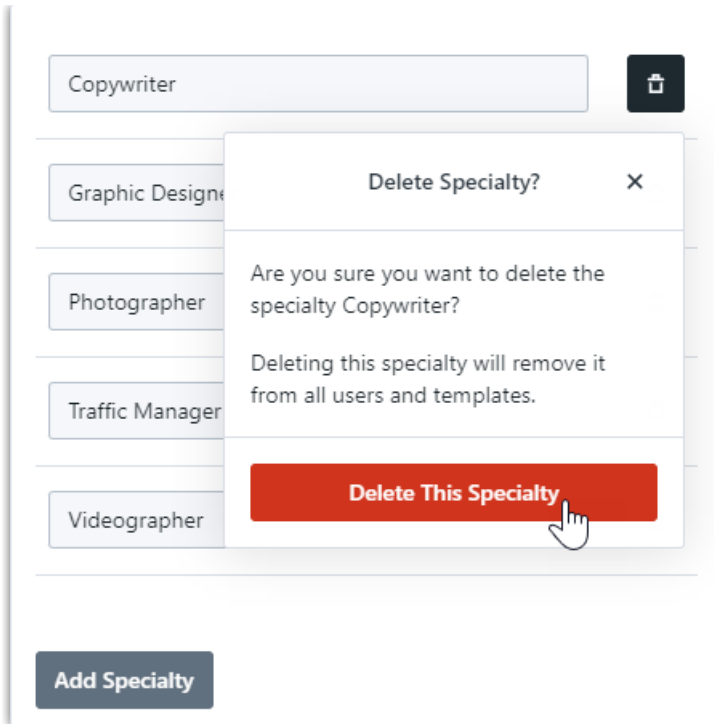 Copywriter
Delete Specialty?
Graphic Designe
Are you sure you want to delete the
specialty Copywriter?
Photographer
Deleting this specialty will remove it
from all users and templates.
Traffic Manager
Delete This Specialty
Videographer
Add Specialty